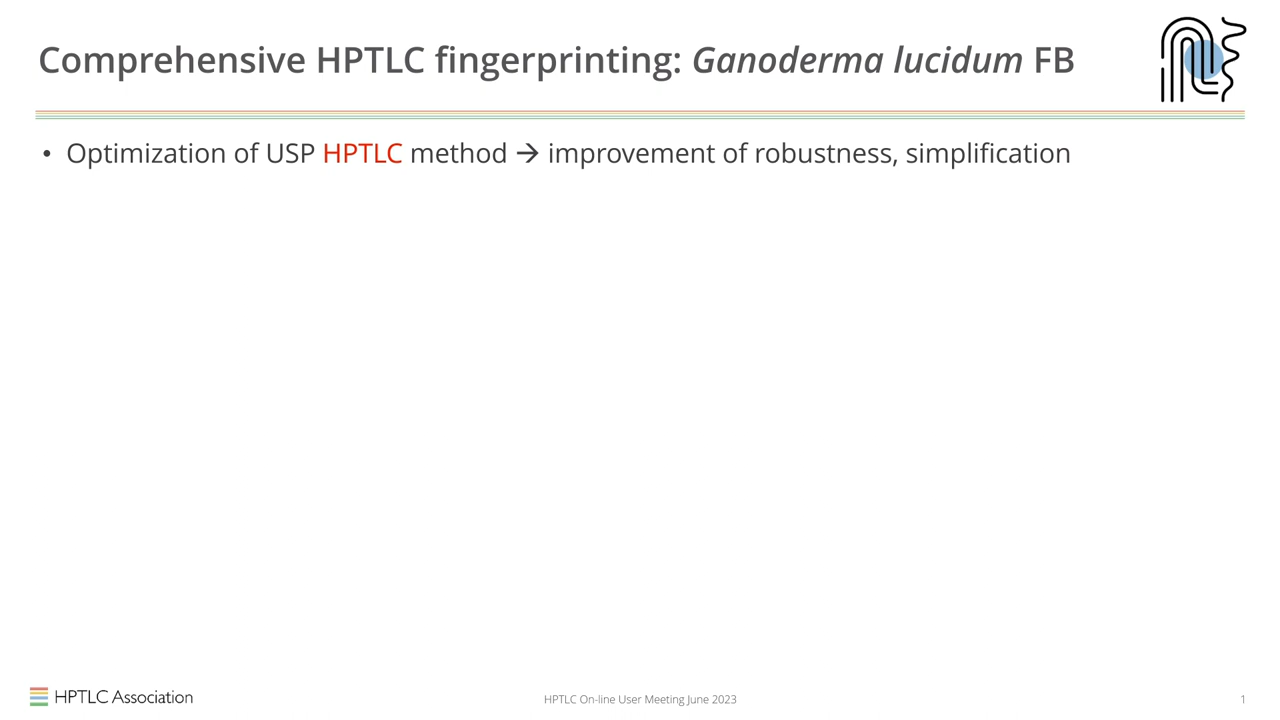 Comprehensive HPTLC fingerprinting: Ganoderma lucidum FB
• Optimization of USP HPTLC method → improvement of robustness, simplification
HPTLC Association
HPTLC On-line User Meeting June 2023
1